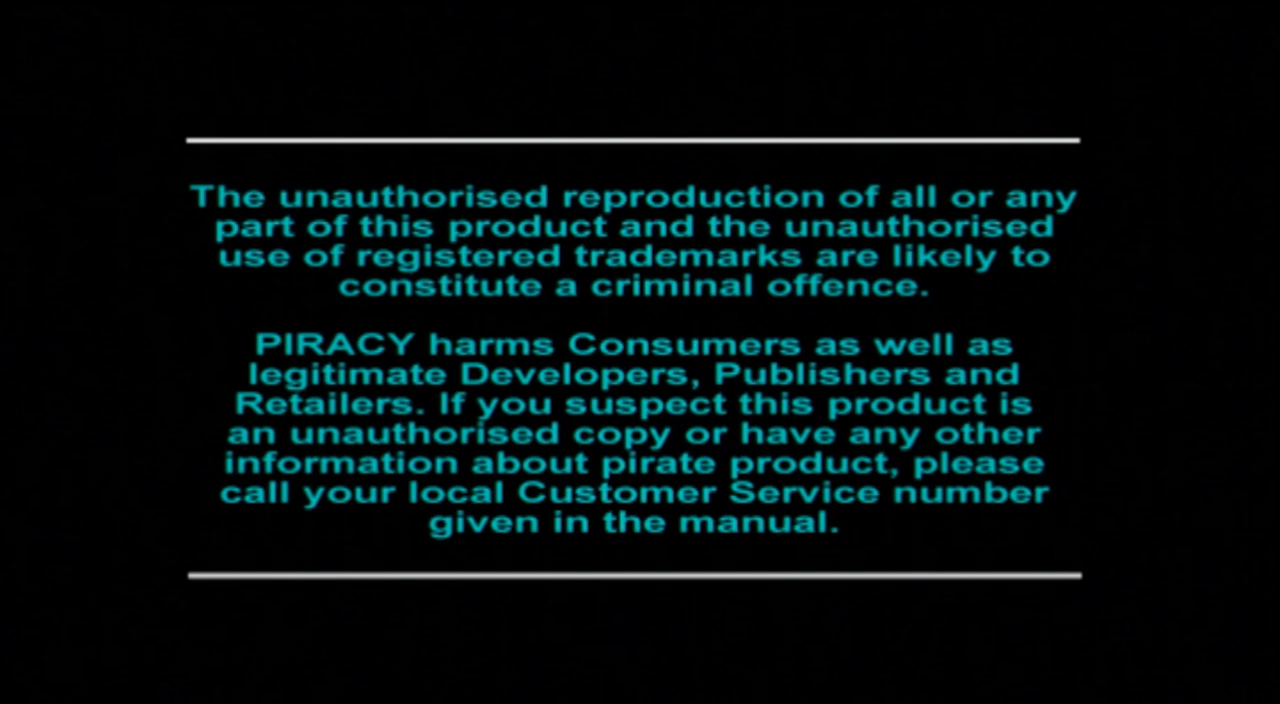 The unauthorised reproduction of all or any
part of this product and the unauthorised
use of registered trademarks are likely to
constitute a criminal offence.
PIRACY harms Consumers as well as
legitimate Developers, Publishers and
Retailers. If you suspect this product is
an unauthorised copy or have any other
information about pirate product, please
call your local Customer Service number
given in the manual.